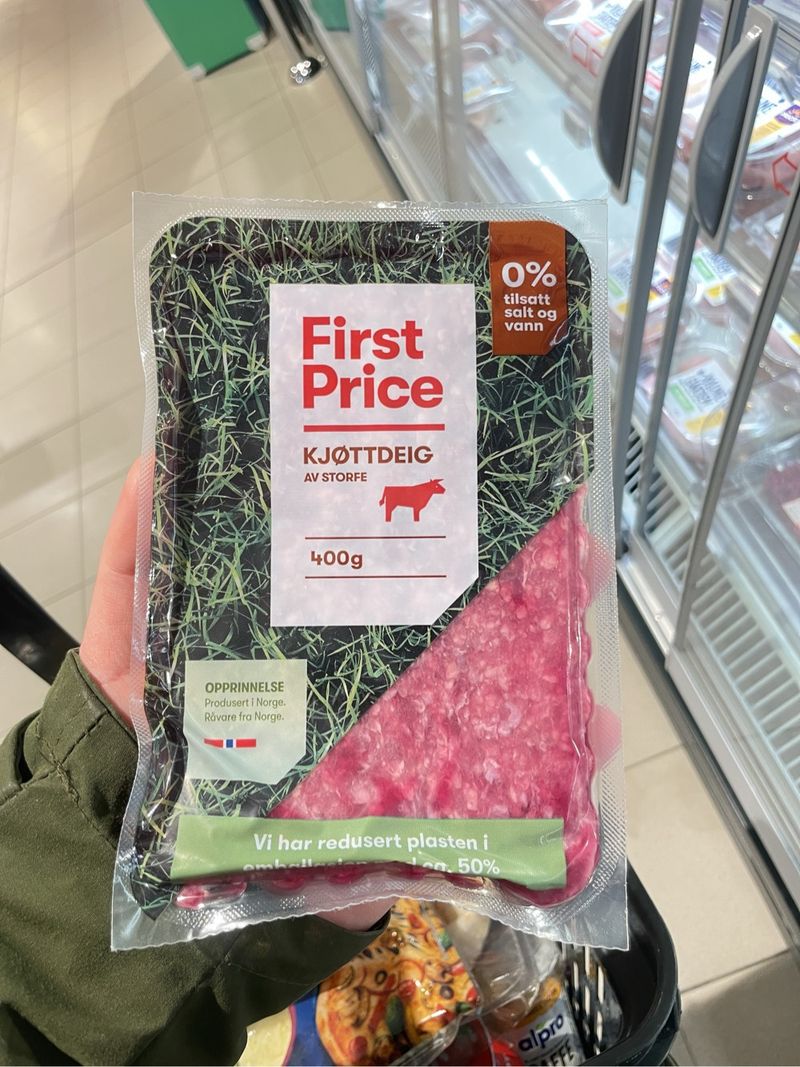 0%
tilsatt
salt og
vann
First
Price
KJØTTDEIG
AV STORFE
400g
OPPRINNELSE
Produsert i Norge.
Råvare fra Norge.
Vi har redusert plasten i
ca. 50%
alpro